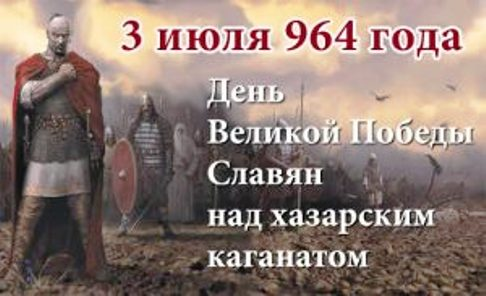 3 июля 964 года
День
Великой Победы
Славян
над хазарским
каганатом